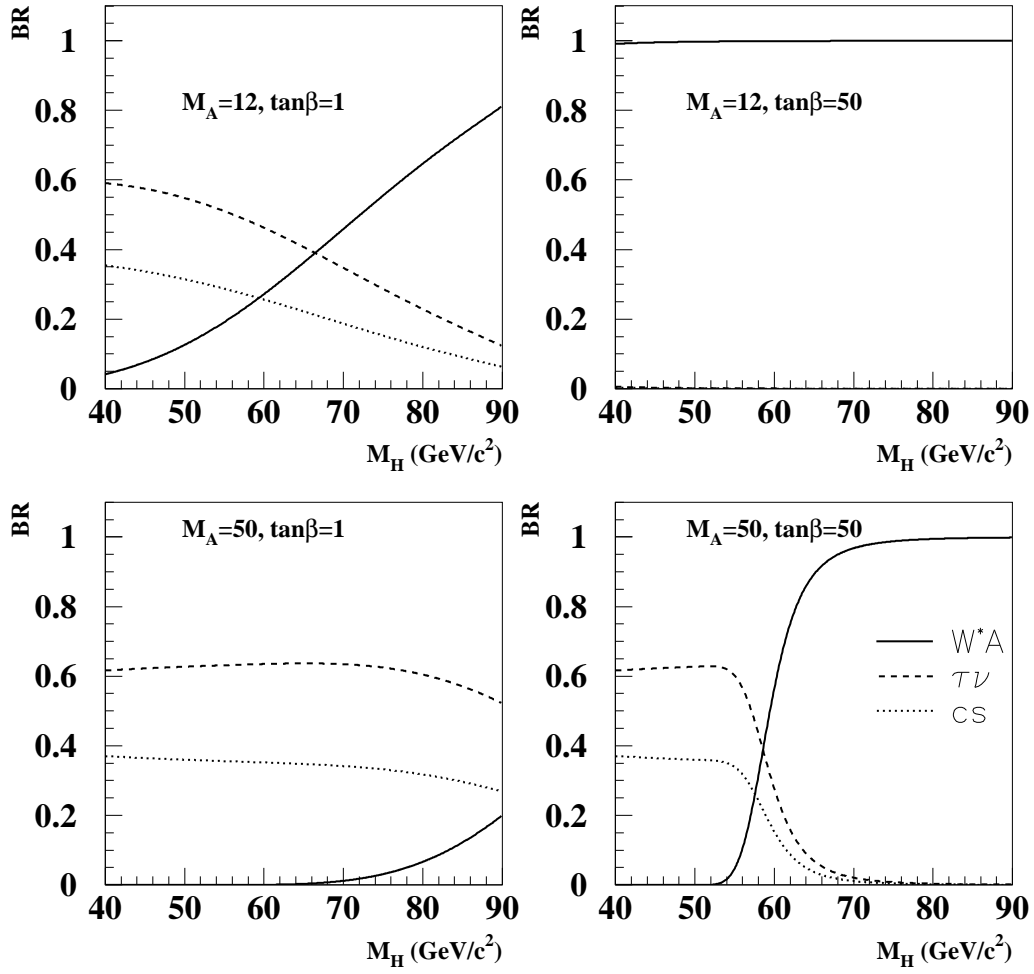 BR
1
0.8
0.6
0.4
0.2
0
M_A=12, tanβ=1
40 50 60 70 80 90
M_H (GeV/c²)
BR
1
0.8
0.6
0.4
0.2
0
M_A=12, tanβ=50
40 50 60 70 80 90
M_H (GeV/c²)
BR
1
0.8
0.6
0.4
0.2
0
M_A=50, tanβ=1
40 50 60 70 80 90
M_H (GeV/c²)
BR
1
0.8
0.6
0.4
0.2
0
M_A=50, tanβ=50
W*A
τν
cs
40 50 60 70 80 90
M_H (GeV/c²)